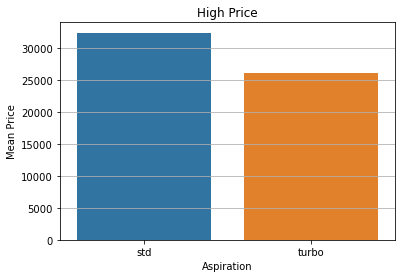 High Price
30000
25000
20000
15000
10000
5000
0
Mean Price
std
turbo
Aspiration